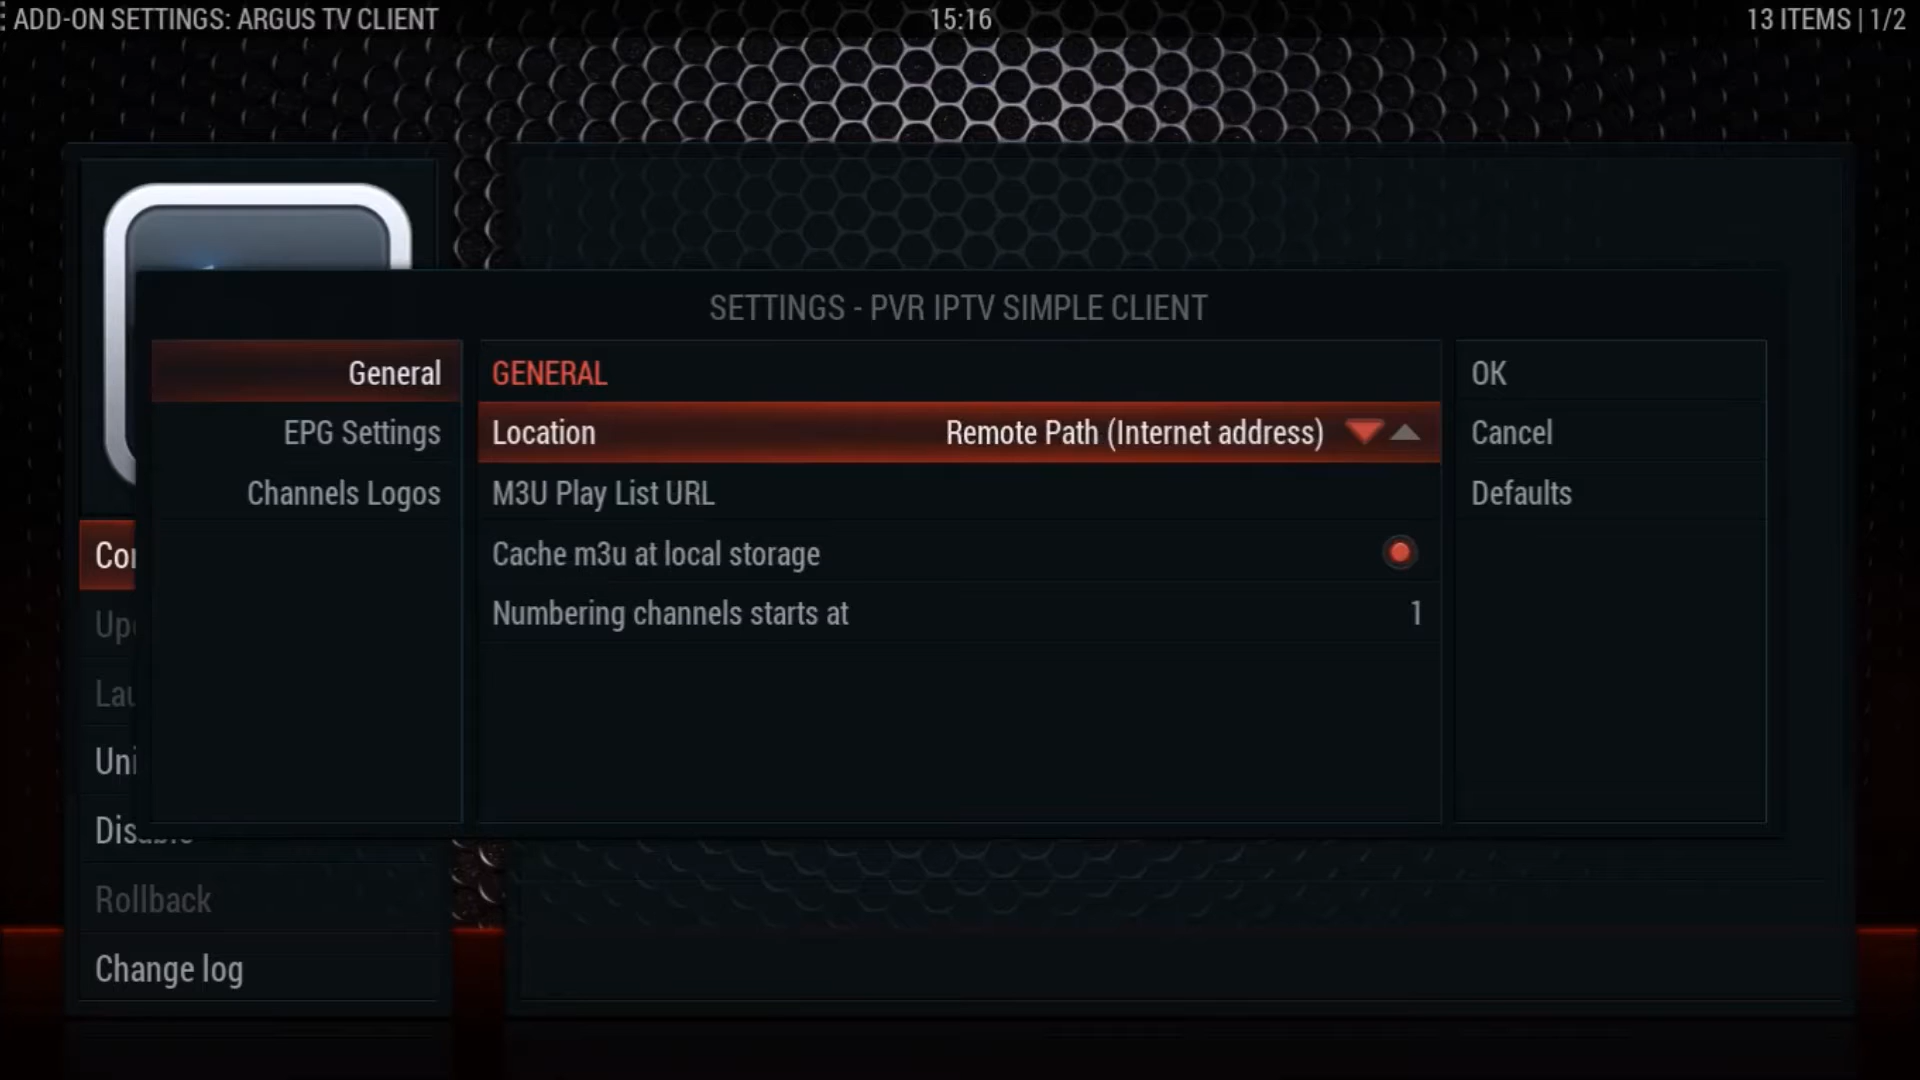 ADD-ON SETTINGS: ARGUS TV CLIENT
15:16
13 ITEMS | 1/2
SETTINGS - PVR IPTV SIMPLE CLIENT
General
EPG Settings
Channels Logos
GENERAL
Location Remote Path (Internet address)
M3U Play List URL
Cache m3u at local storage
Numbering channels starts at 1
OK
Cancel
Defaults
Rollback
Change log